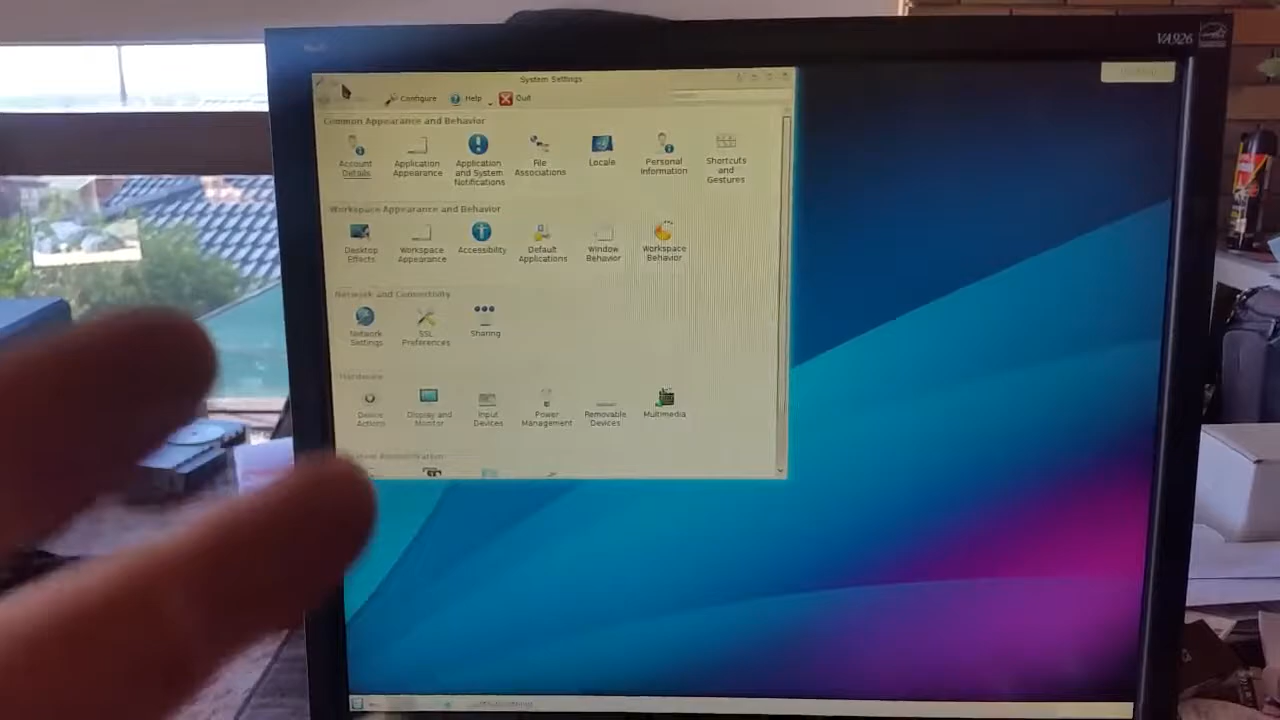 VA926
System Settings
Configure
Help
Quit
Common Appearance and Behavior
Account Details
Application Appearance
Application and System Notifications
File Associations
Locale
Personal Information
Shortcuts and Gestures
Workspace Appearance and Behavior
Desktop Effects
Workspace Appearance
Accessibility
Default Applications
Window Behavior
Workspace Behavior
Network and Connectivity
Network Settings
SSL Preferences
Sharing
Hardware
Device Actions
Display and Monitor
Input Devices
Power Management
Removable Devices
Multimedia